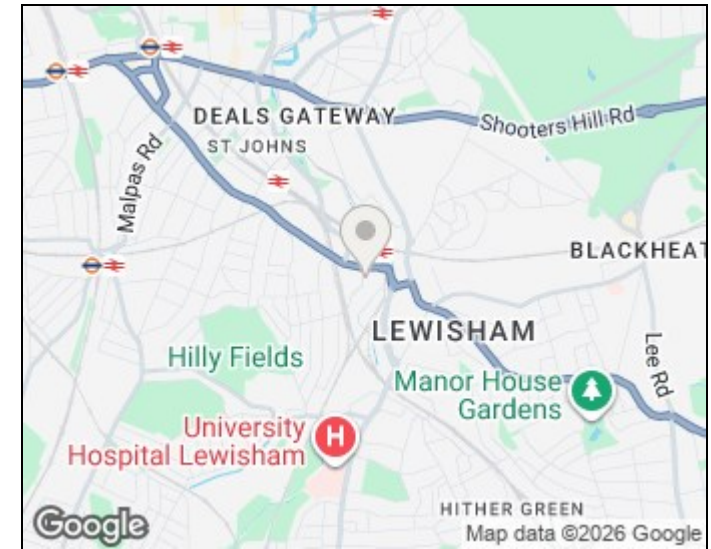 DEALS GATEWAY
Shooters Hill Rd
ST JOHNS
Malpas Rd
BLACKHEAT
LEWISHAM
Lee Rd
Hilly Fields
Manor House
Gardens
University
Hospital Lewisham
H
HITHER GREEN
Google
Map data ©2026 Google